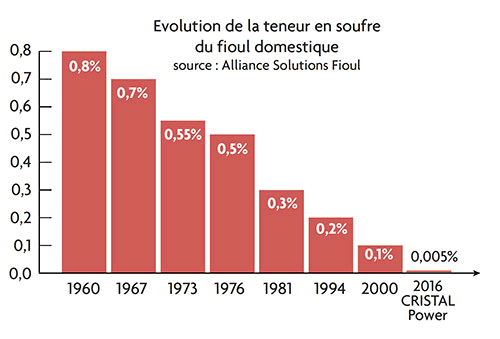 Evolution de la teneur en soufre
du fioul domestique
source : Alliance Solutions Fioul
0,8
0,7
0,6
0,5
0,4
0,3
0,2
0,1
0,0
0,8%
0,7%
0,55%
0,5%
0,3%
0,2%
0,1%
0,005%
1960 1967 1973 1976 1981 1994 2000 2016
CRISTAL
Power